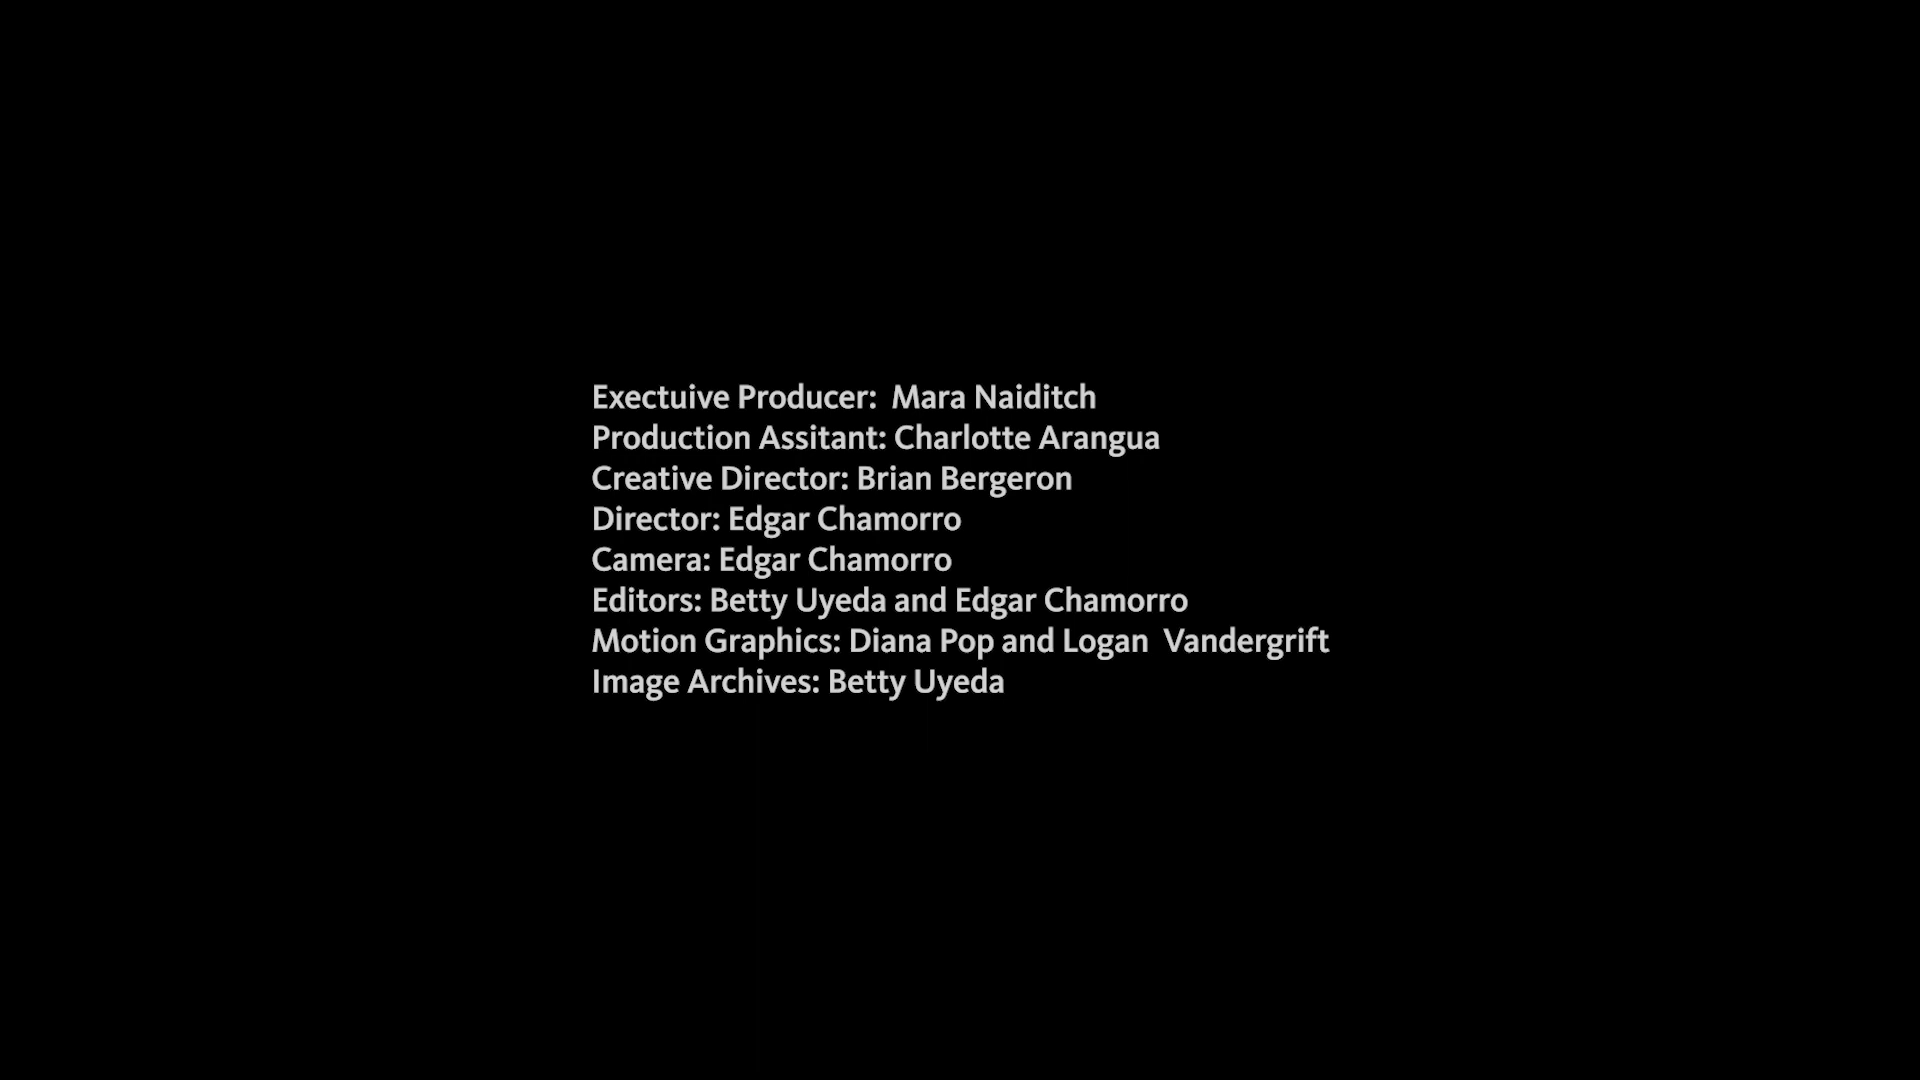 Exectuive Producer:  Mara Naiditch
Production Assitant: Charlotte Arangua
Creative Director: Brian Bergeron
Director: Edgar Chamorro
Camera: Edgar Chamorro
Editors: Betty Uyeda and Edgar Chamorro
Motion Graphics: Diana Pop and Logan  Vandergrift
Image Archives: Betty Uyeda